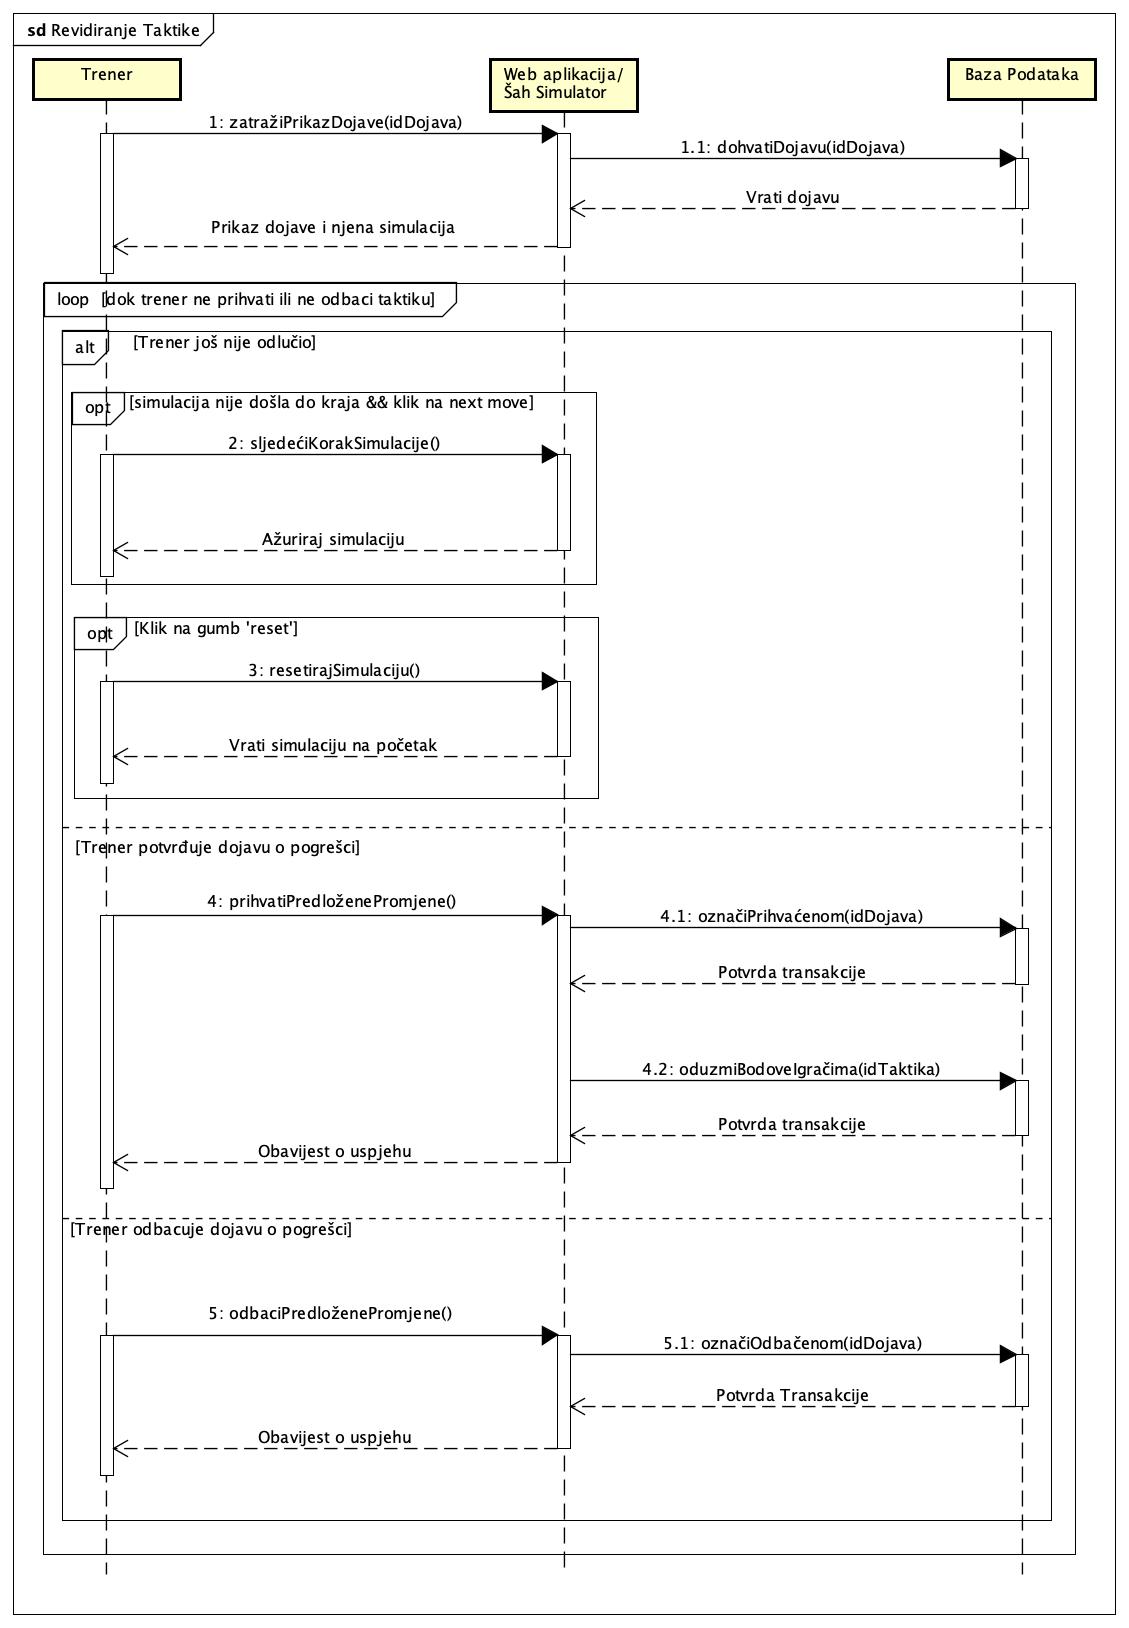 sd Revidiranje Taktike
Trener
Web aplikacija/
Šah Simulator
Baza Podataka
1: zatražiPrikazDojave(idDojava)
1.1: dohvatiDojavu(idDojava)
Vrati dojavu
Prikaz dojave i njena simulacija
loop [dok trener ne prihvati ili ne odbaci taktiku]
alt [Trener još nije odlučio]
opt [simulacija nije došla do kraja && klik na next move]
2: sljedećiKorakSimulacije()
Ažuriraj simulaciju
opt [Klik na gumb 'reset']
3: resetirajSimulaciju()
Vrati simulaciju na početak
[Trener potvrđuje dojavu o pogrešci]
4: prihvatiPredloženePromjene()
4.1: označiPrihvaćenom(idDojava)
Potvrda transakcije
4.2: oduzmiBodoveIgračima(idTaktika)
Potvrda transakcije
Obavijest o uspjehu
[Trener odbacuje dojavu o pogrešci]
5: odbaciPredloženePromjene()
5.1: označiOdbačenom(idDojava)
Potvrda Transakcije
Obavijest o uspjehu